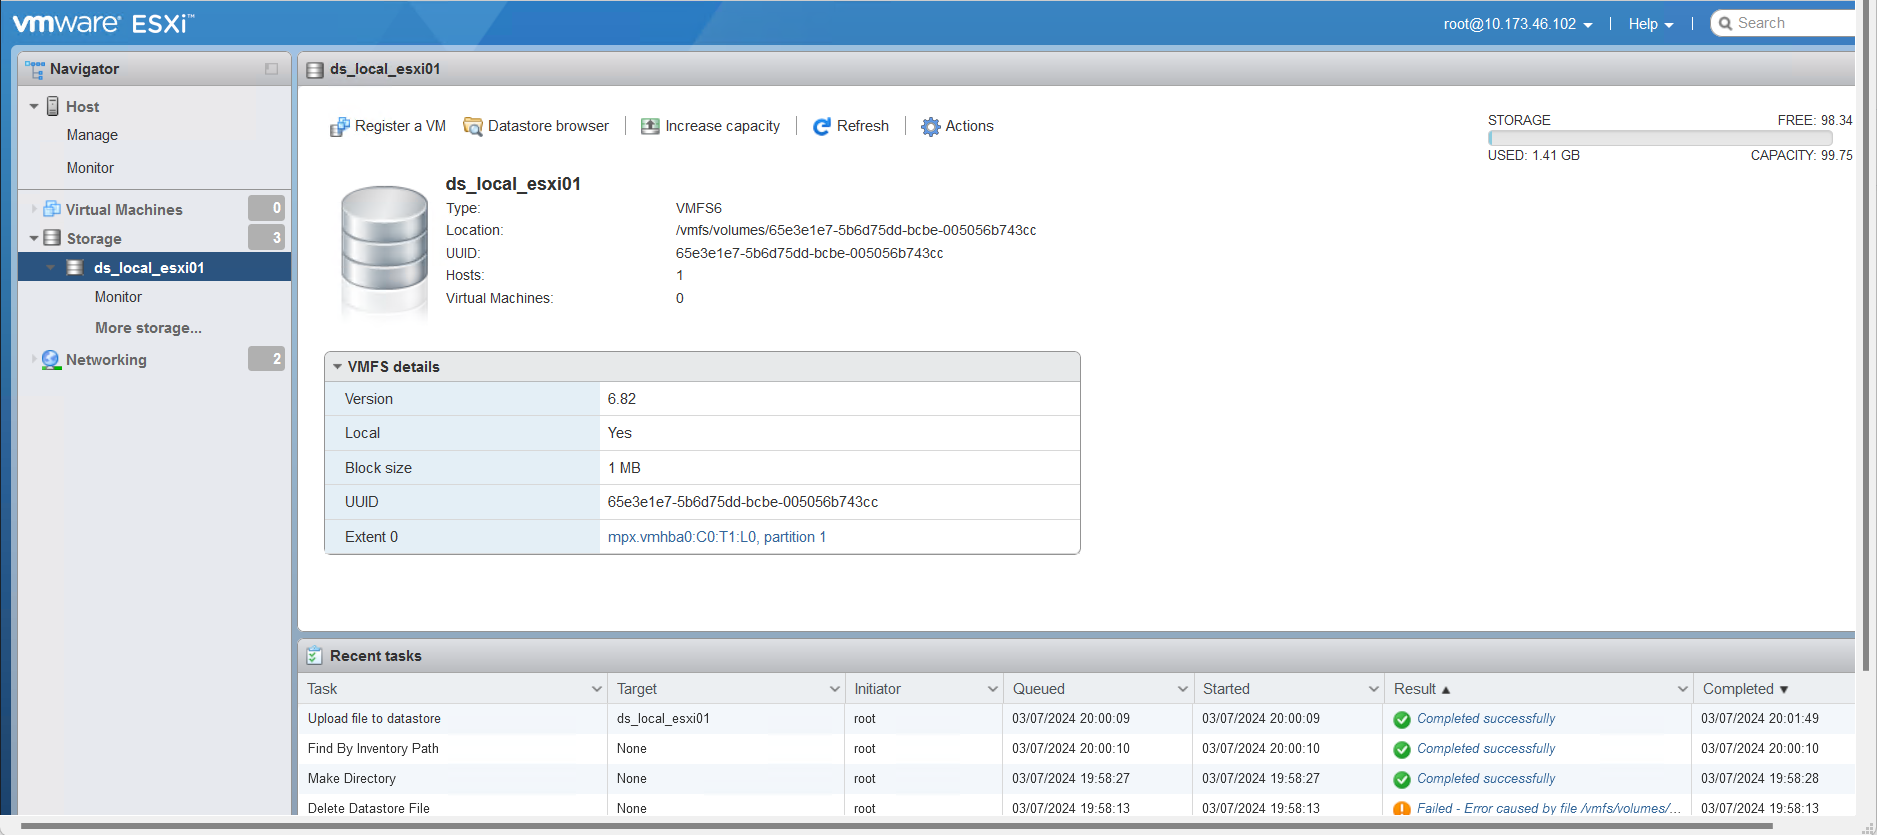 vmware ESXi™
root@10.173.46.102 | Help | Search
Navigator
Host
Manage
Monitor
Virtual Machines 0
Storage 3
ds_local_esxi01
Monitor
More storage...
Networking 2
ds_local_esxi01
Register a VM Datastore browser | Increase capacity | Refresh | Actions
STORAGE FREE: 98.34
USED: 1.41 GB CAPACITY: 99.75
ds_local_esxi01
Type: VMFS6
Location: /vmfs/volumes/65e3e1e7-5b6d75dd-bcbe-005056b743cc
UUID: 65e3e1e7-5b6d75dd-bcbe-005056b743cc
Hosts: 1
Virtual Machines: 0
VMFS details
Version 6.82
Local Yes
Block size 1 MB
UUID 65e3e1e7-5b6d75dd-bcbe-005056b743cc
Extent 0 mpx.vmhba0:C0:T1:L0, partition 1
Recent tasks
Task Target Initiator Queued Started Result ▲ Completed ▼
Upload file to datastore ds_local_esxi01 root 03/07/2024 20:00:09 03/07/2024 20:00:09 Completed successfully 03/07/2024 20:01:49
Find By Inventory Path None root 03/07/2024 20:00:10 03/07/2024 20:00:10 Completed successfully 03/07/2024 20:00:10
Make Directory None root 03/07/2024 19:58:27 03/07/2024 19:58:27 Completed successfully 03/07/2024 19:58:28
Delete Datastore File None root 03/07/2024 19:58:13 03/07/2024 19:58:13 Failed - Error caused by file /vmfs/volumes/... 03/07/2024 19:58:13